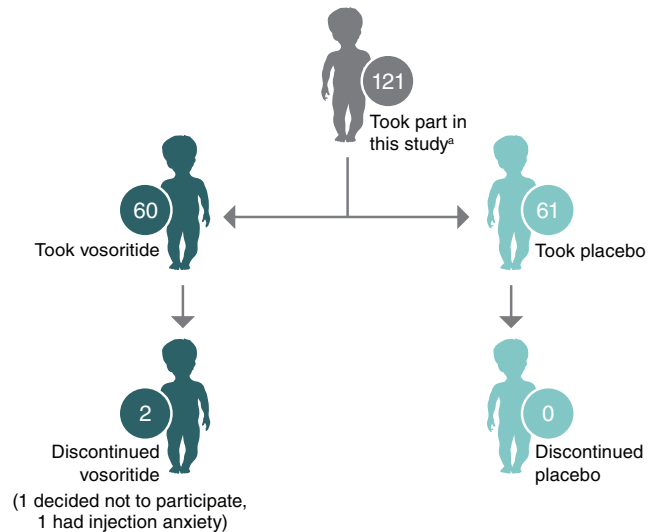 121
Took part in
this studyᵃ
60
Took vosoritide
61
Took placebo
2
Discontinued
vosoritide
(1 decided not to participate,
1 had injection anxiety)
0
Discontinued
placebo